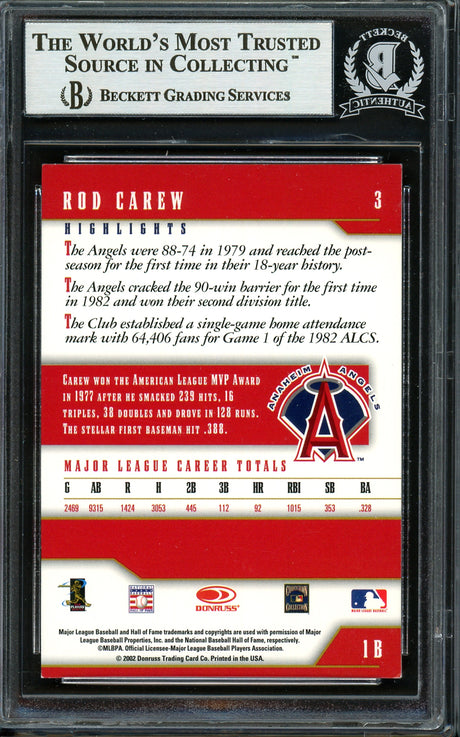 THE WORLD'S MOST TRUSTED
SOURCE IN COLLECTING™
B BECKETT GRADING SERVICES
BECKETT
B
AUTHENTIC
ROD CAREW 3
HIGHLIGHTS
The Angels were 88-74 in 1979 and reached the post-
season for the first time in their 18-year history.
The Angels cracked the 90-win barrier for the first time
in 1982 and won their second division title.
The Club established a single-game home attendance
mark with 64,406 fans for Game 1 of the 1982 ALCS.
CAREW WON THE AMERICAN LEAGUE MVP AWARD
IN 1977 AFTER HE SMACKED 239 HITS, 16
TRIPLES, 38 DOUBLES AND DROVE IN 128 RUNS.
THE STELLAR FIRST BASEMAN HIT .388.
ANAHEIM ANGELS
A
™
MAJOR LEAGUE CAREER TOTALS
G AB R H 2B 3B HR RBI SB BA
2469 9315 1424 3053 445 112 92 1015 353 .328
PLAYERS
DONRUSS
COLLECTION
MAJOR LEAGUE BASEBALL
Major League Baseball and Hall of Fame trademarks and copyrights are used with permission of Major
League Baseball Properties, Inc. and the National Baseball Hall of Fame, respectively.
©MLBPA. Official Licensee-Major League Baseball Players Association.
© 2002 Donruss Trading Card Co. Printed in the USA.
1B